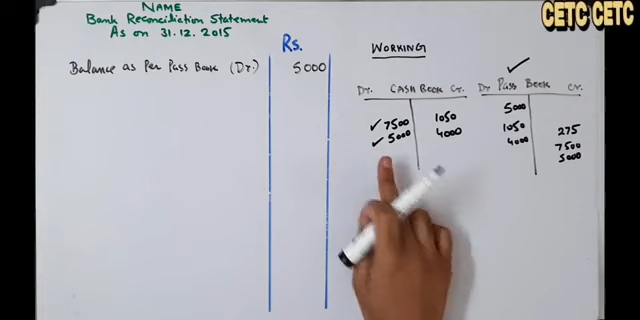 NAME
Bank Reconciliation Statement
As on 31.12.2015
Rs.
Balance as Per Pass Book (Dr.) 5000
WORKING
Dr. CASH BOOK Cr.
7500 1050
5000 4000
Dr Pass Book Cr.
5000
1050 275
4000 7500
5000
CETC CETC